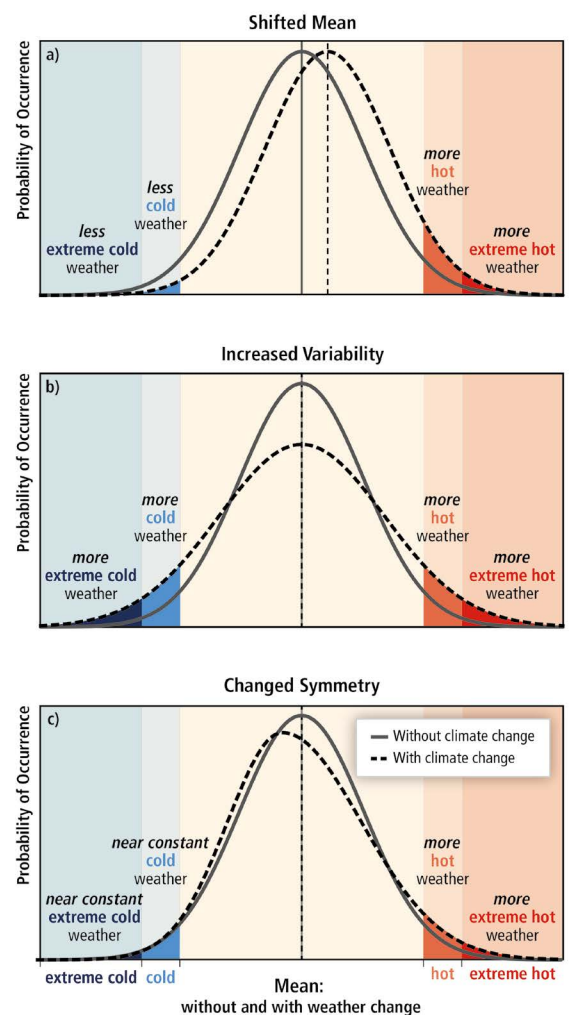 Shifted Mean
a)
Probability of Occurrence
less
cold
weather
less
extreme cold
weather
more
hot
weather
more
extreme hot
weather
Increased Variability
b)
Probability of Occurrence
more
cold
weather
more
extreme cold
weather
more
hot
weather
more
extreme hot
weather
Changed Symmetry
c)
Probability of Occurrence
Without climate change
With climate change
near constant
cold
weather
near constant
extreme cold
weather
more
hot
weather
more
extreme hot
weather
extreme cold
cold
Mean:
without and with weather change
hot
extreme hot